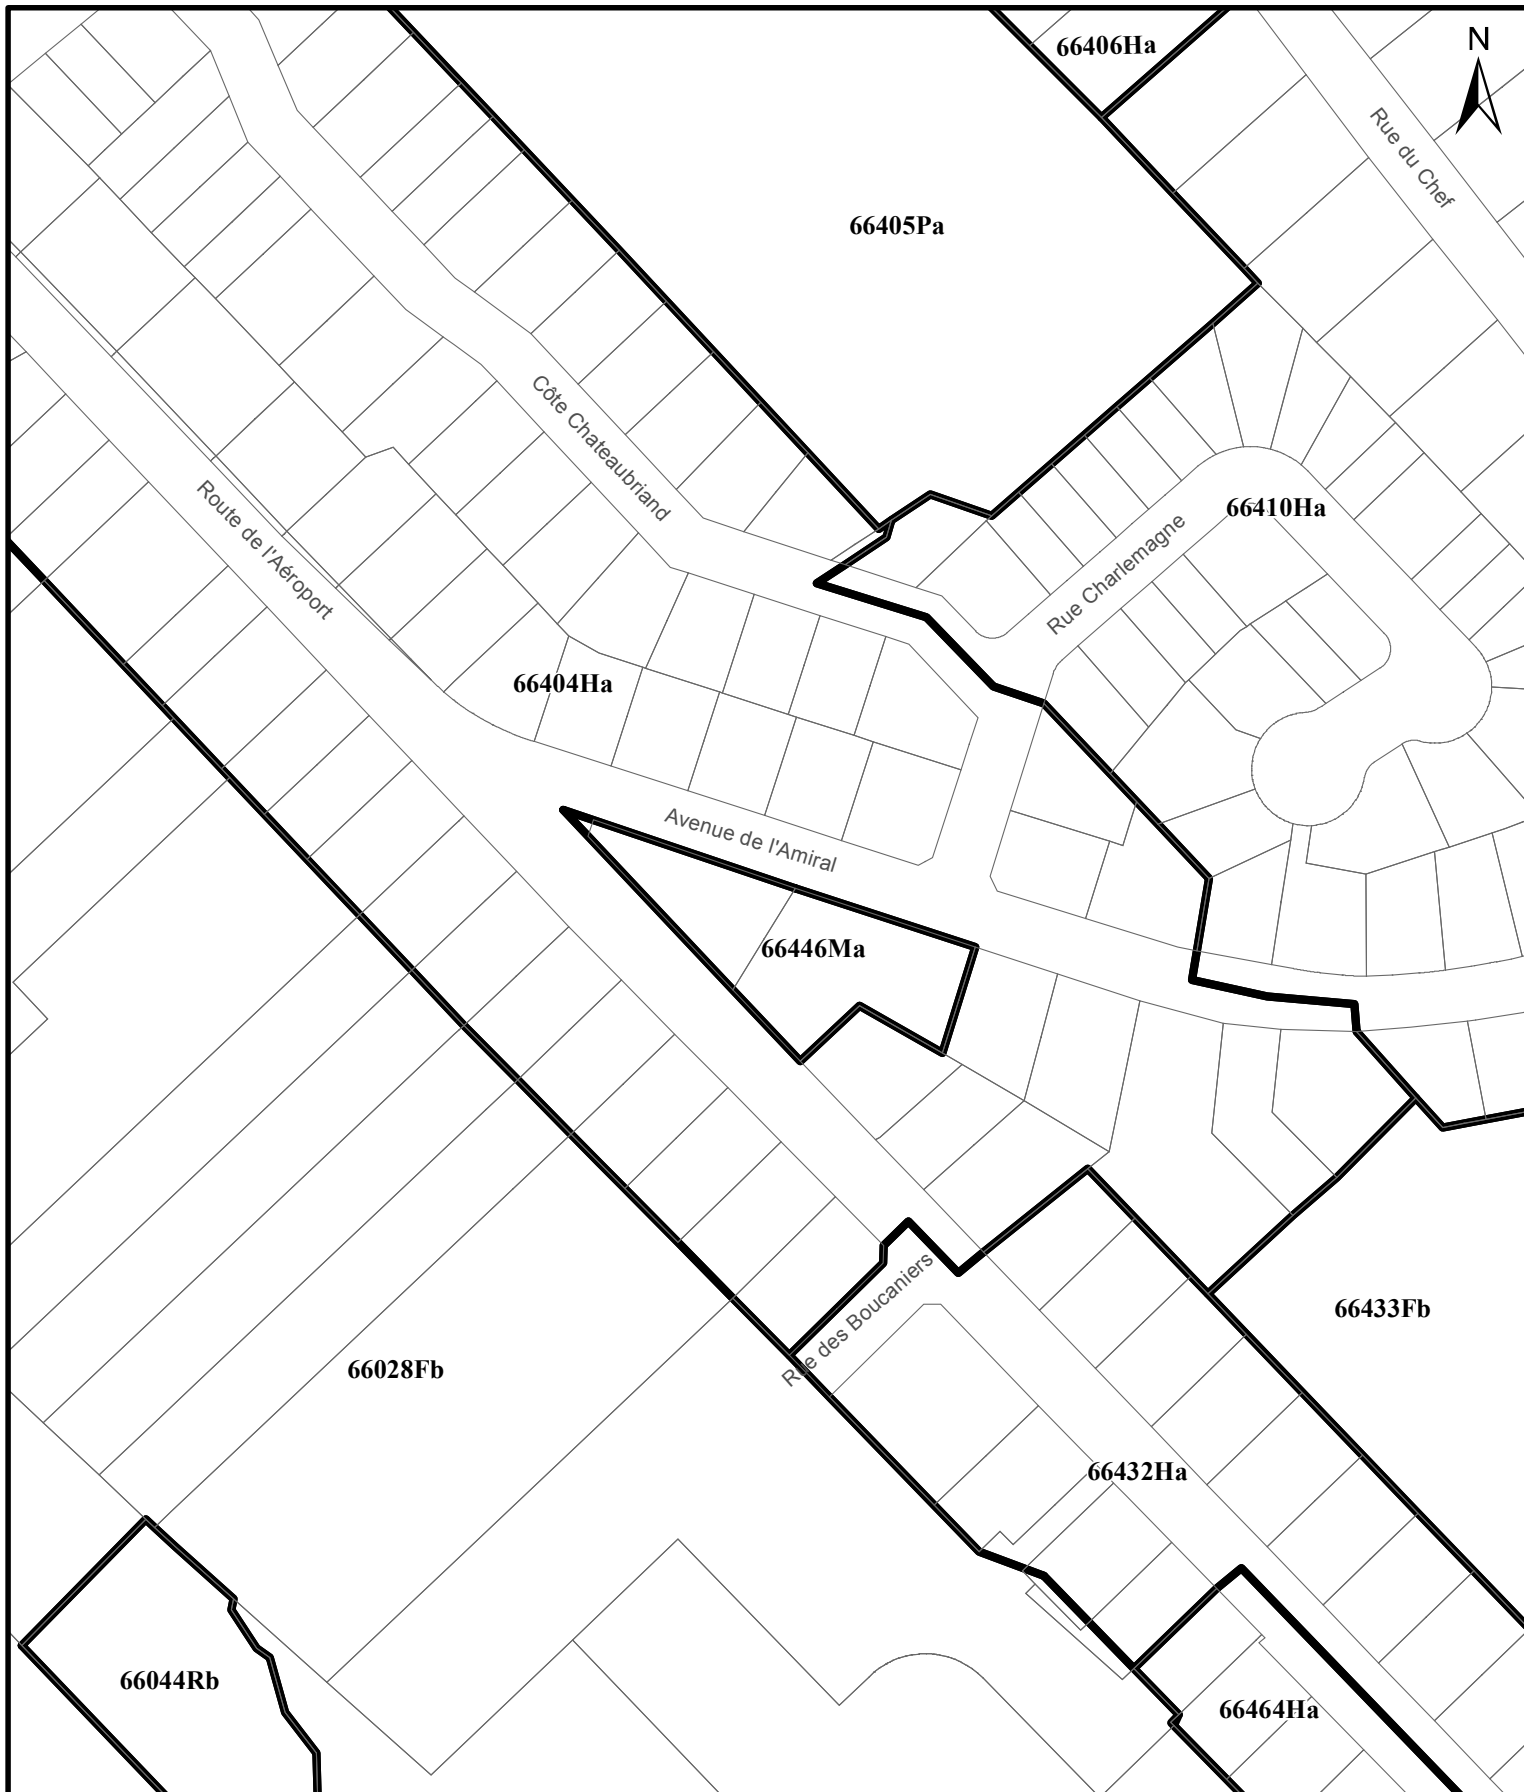 66406Ha
N
Rue du Chef
66405Pa
Côte Chateaubriand
Route de l'Aéroport
66410Ha
Rue Charlemagne
66404Ha
Avenue de l'Amiral
66446Ma
Rue des Boucaniers
66433Fb
66028Fb
66432Ha
66044Rb
66464Ha